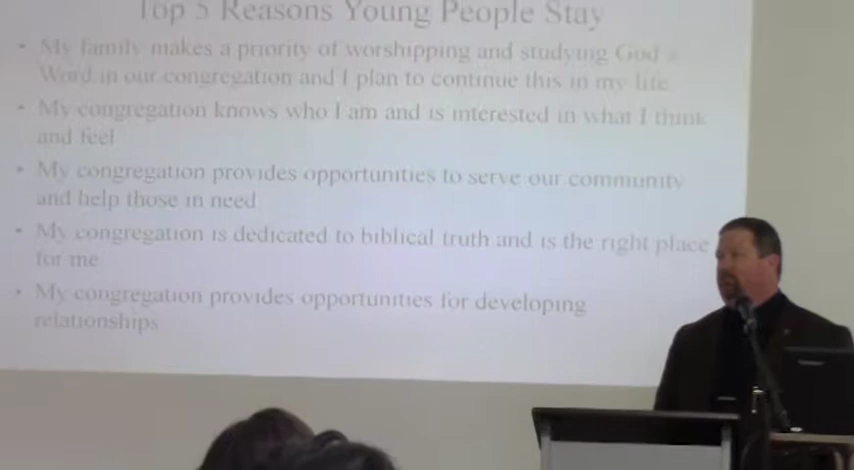 Top 5 Reasons Young People Stay
• My family makes a priority of worshipping and studying God's
Word in our congregation and I plan to continue this in my life
• My congregation knows who I am and is interested in what I think
and feel
• My congregation provides opportunities to serve our community
and help those in need
• My congregation is dedicated to biblical truth and is the right place
for me
• My congregation provides opportunities for developing
relationships